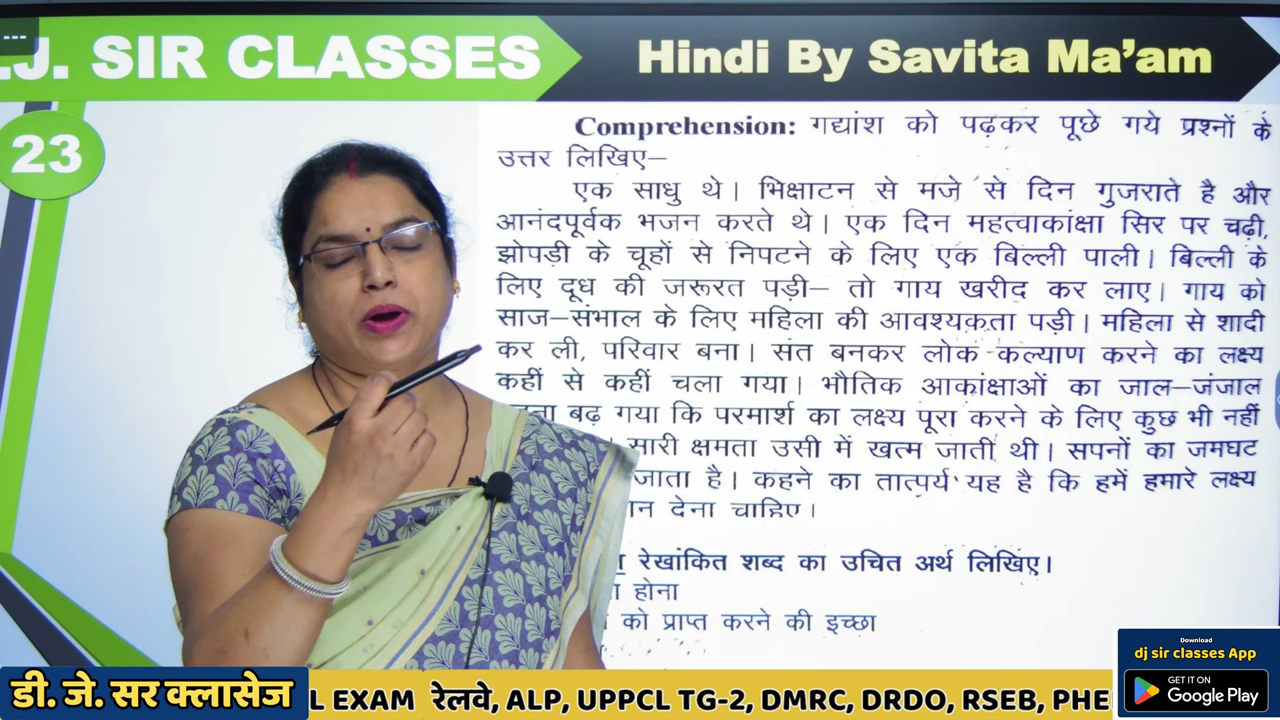 ...
.J. SIR CLASSES
Hindi By Savita Ma’am
23
Comprehension: गद्यांश को पढ़कर पूछे गये प्रश्नों के
उत्तर लिखिए–
एक साधु थे। भिक्षाटन से मजे से दिन गुजराते है और
आनंदपूर्वक भजन करते थे। एक दिन महत्वाकांक्षा सिर पर चढ़ी,
झोपड़ी के चूहों से निपटने के लिए एक बिल्ली पाली। बिल्ली के
लिए दूध की जरूरत पड़ी– तो गाय खरीद कर लाए। गाय को
साज–संभाल के लिए महिला की आवश्यकता पड़ी। महिला से शादी
कर ली, परिवार बना। संत बनकर लोक-कल्याण करने का लक्ष्य
कहीं से कहीं चला गया। भौतिक आकांक्षाओं का जाल–जंजाल
बढ़ गया कि परमार्श का लक्ष्य पूरा करने के लिए कुछ भी नहीं
। सारी क्षमता उसी में खत्म जाती थी। सपनों का जमघट
जाता है। कहने का तात्पर्य यह है कि हमें हमारे लक्ष्य
देना चाहिए।
रेखांकित शब्द का उचित अर्थ लिखिए।
होना
को प्राप्त करने की इच्छा
Download
dj sir classes App
GET IT ON
Google Play
डी. जे. सर क्लासेज
L EXAM रेलवे, ALP, UPPCL TG-2, DMRC, DRDO, RSEB, PHE